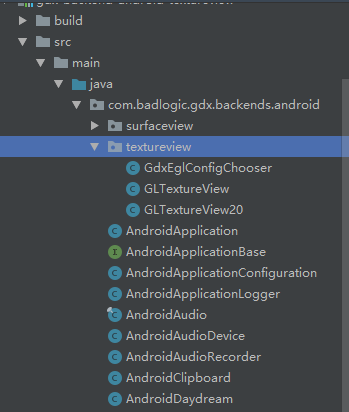 build
src
main
java
com.badlogic.gdx.backends.android
surfaceview
textureview
GdxEglConfigChooser
GLTextureView
GLTextureView20
AndroidApplication
AndroidApplicationBase
AndroidApplicationConfiguration
AndroidApplicationLogger
AndroidAudio
AndroidAudioDevice
AndroidAudioRecorder
AndroidClipboard
AndroidDaydream